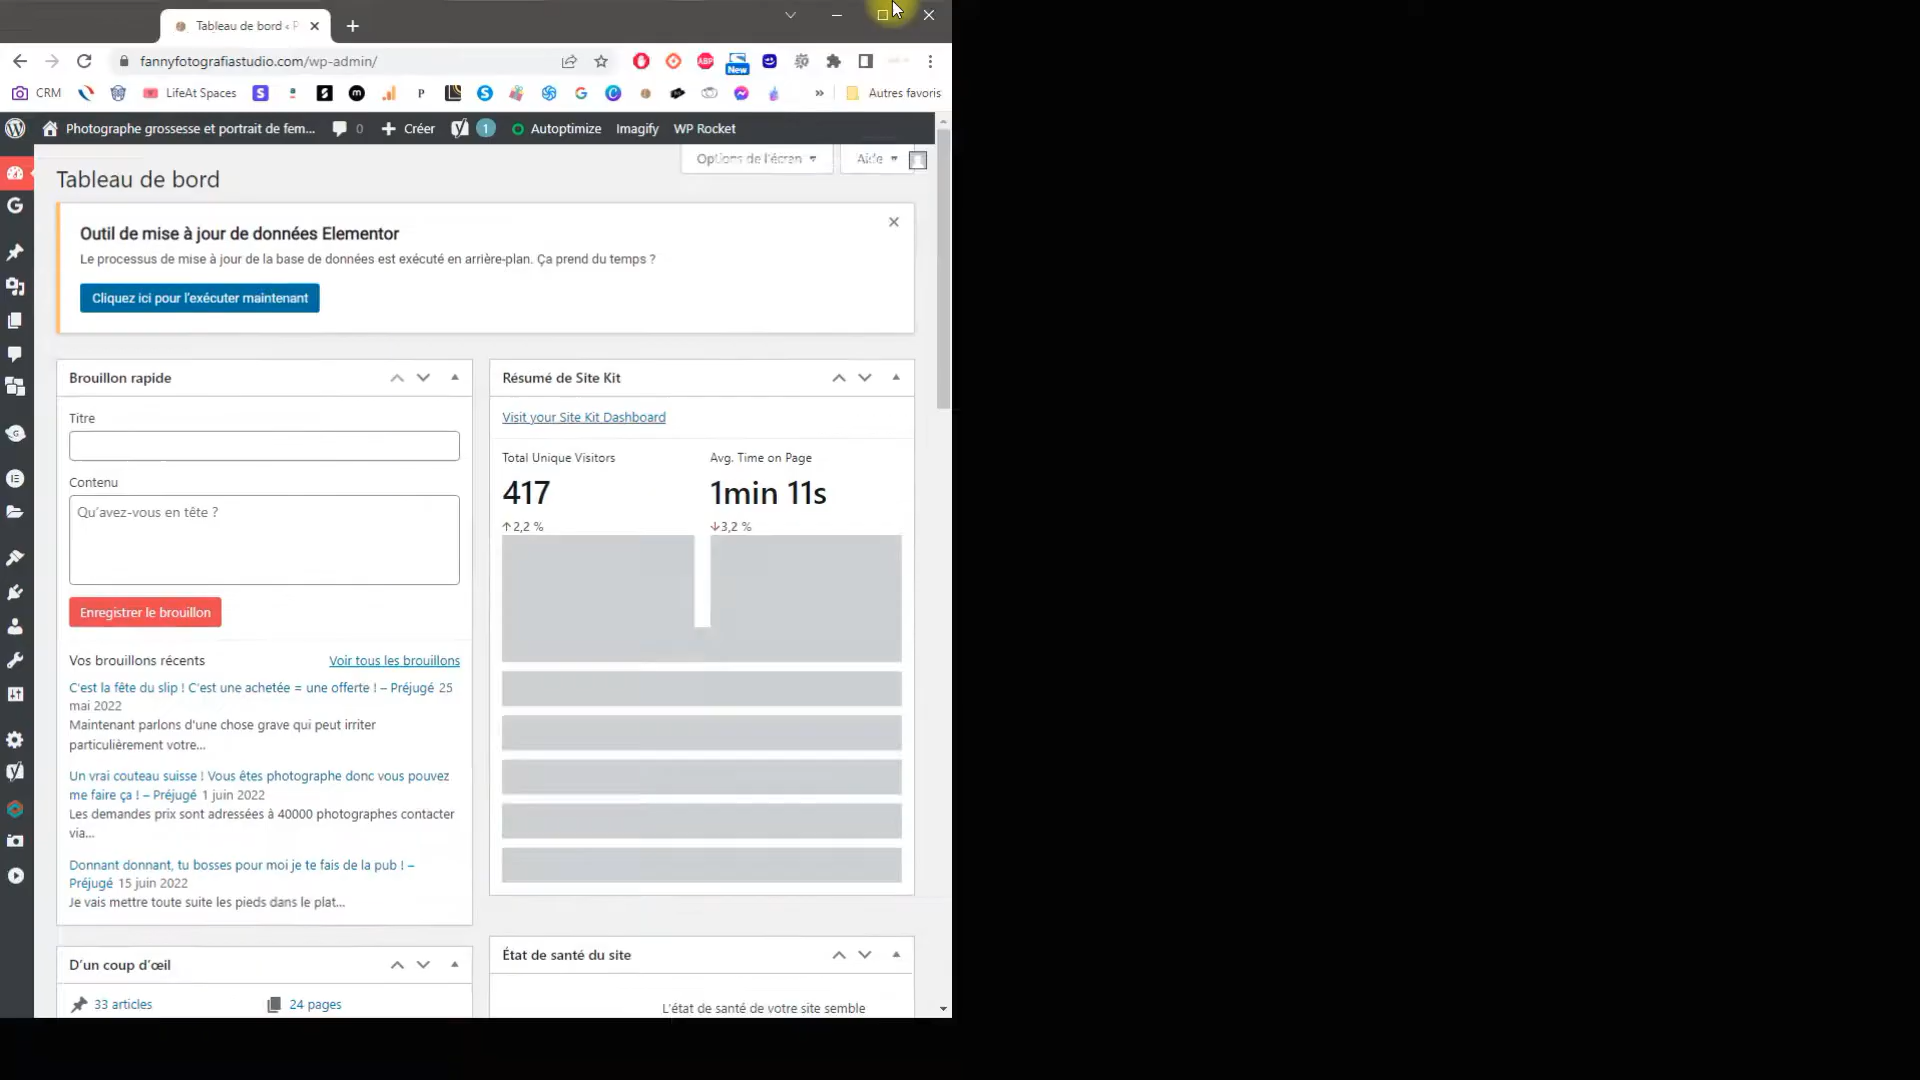 Tableau de bord ‹ P
fannyfotografiastudio.com/wp-admin/
New
ABP
CRM
LifeAt Spaces
Autres favoris
Photographe grossesse et portrait de fem...
0
Créer
1
Autoptimize
Imagify
WP Rocket
Options de l'écran
Aide
Tableau de bord
Outil de mise à jour de données Elementor
Le processus de mise à jour de la base de données est exécuté en arrière-plan. Ça prend du temps ?
Cliquez ici pour l'exécuter maintenant
Brouillon rapide
Titre
Contenu
Qu'avez-vous en tête ?
Enregistrer le brouillon
Vos brouillons récents
Voir tous les brouillons
C'est la fête du slip ! C'est une achetée = une offerte ! – Préjugé 25
mai 2022
Maintenant parlons d'une chose grave qui peut irriter
particulièrement votre...
Un vrai couteau suisse ! Vous êtes photographe donc vous pouvez
me faire ça ! – Préjugé 1 juin 2022
Les demandes prix sont adressées à 40000 photographes contacter
via...
Donnant donnant, tu bosses pour moi je te fais de la pub ! –
Préjugé 15 juin 2022
Je vais mettre toute suite les pieds dans le plat...
D'un coup d'œil
33 articles
24 pages
Résumé de Site Kit
Visit your Site Kit Dashboard
Total Unique Visitors
417
↑2,2 %
Avg. Time on Page
1min 11s
↓3,2 %
État de santé du site
L'état de santé de votre site semble